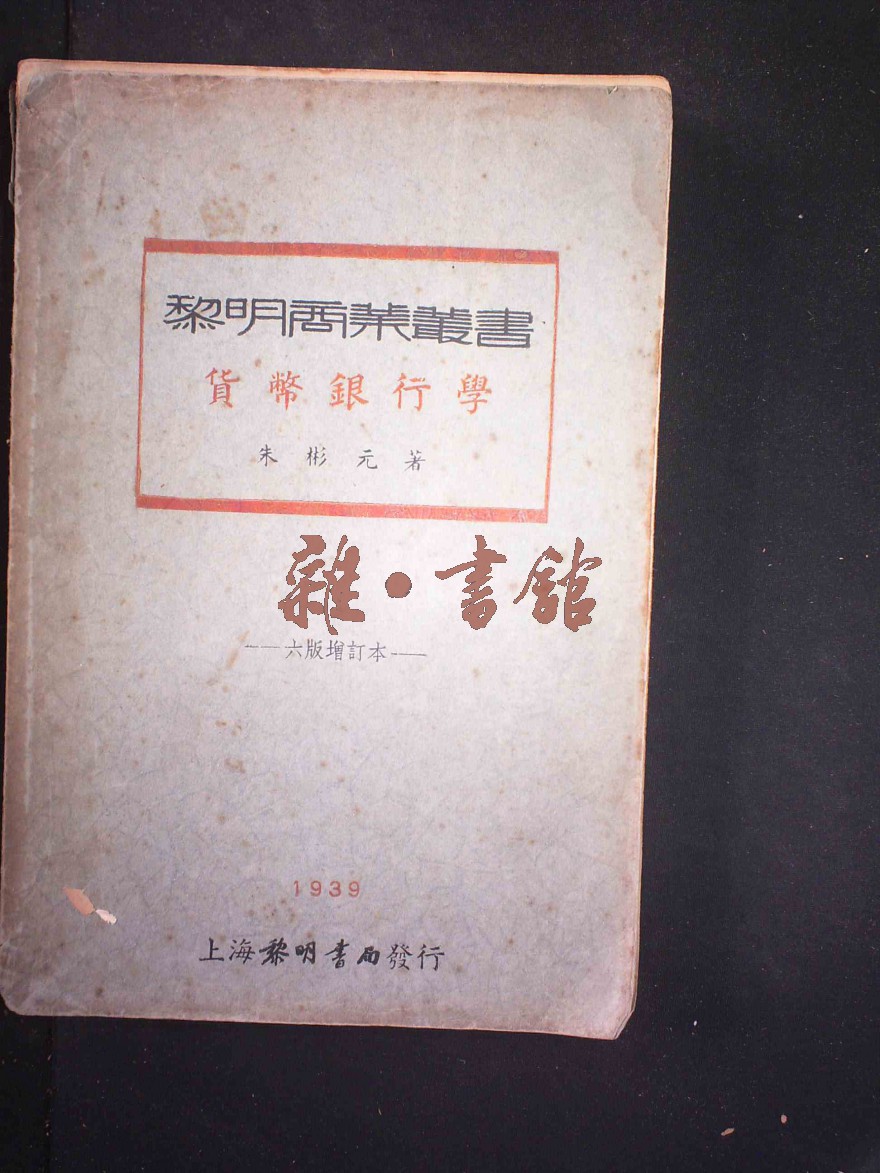 黎明商業叢書
貨幣銀行學
朱彬元著
雜·書館
——六版增訂本——
1939
上海黎明書局發行